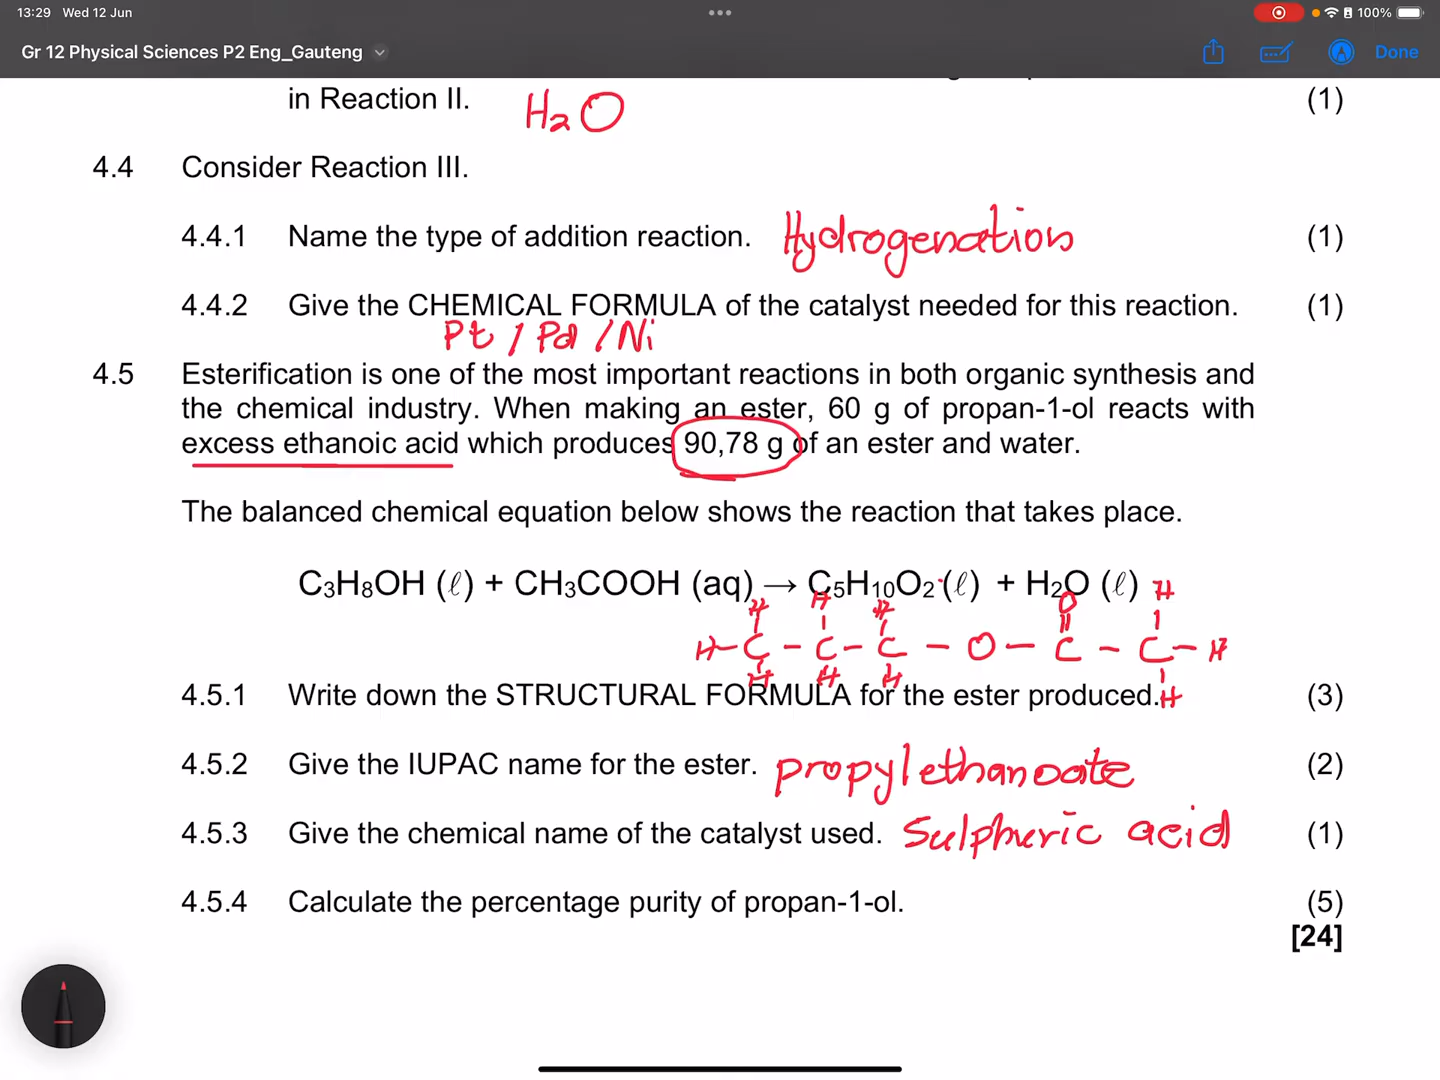 13:29 Wed 12 Jun
100%
Gr 12 Physical Sciences P2 Eng_Gauteng
Done
in Reaction II. H₂O (1)
4.4 Consider Reaction III.
4.4.1 Name the type of addition reaction. Hydrogenation (1)
4.4.2 Give the CHEMICAL FORMULA of the catalyst needed for this reaction. (1)
Pt / Pd / Ni
4.5 Esterification is one of the most important reactions in both organic synthesis and
the chemical industry. When making an ester, 60 g of propan-1-ol reacts with
excess ethanoic acid which produces 90,78 g of an ester and water.
The balanced chemical equation below shows the reaction that takes place.
C₃H₈OH (ℓ) + CH₃COOH (aq) → C₅H₁₀O₂ (ℓ) + H₂O (ℓ)
H H H O H
H–C–C–C–O–C–C–H
H H H H
4.5.1 Write down the STRUCTURAL FORMULA for the ester produced. (3)
4.5.2 Give the IUPAC name for the ester. propylethanoate (2)
4.5.3 Give the chemical name of the catalyst used. Sulphuric acid (1)
4.5.4 Calculate the percentage purity of propan-1-ol. (5)
[24]